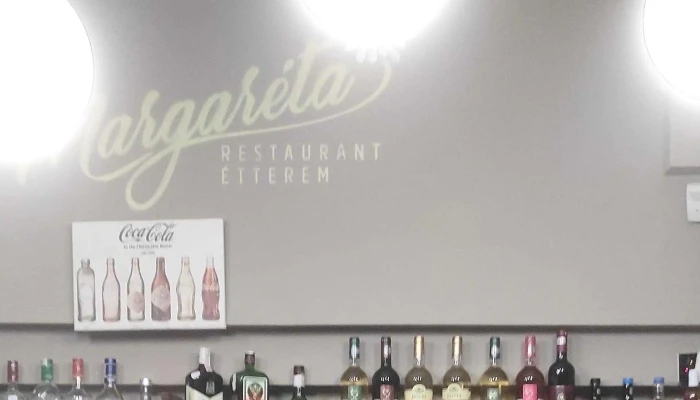 Margaréta
RESTAURANT
ÉTTEREM
Coca-Cola